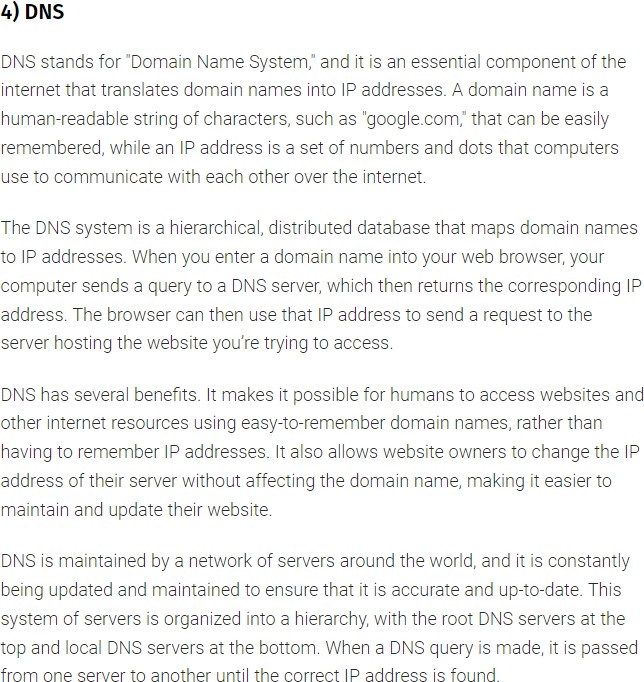 4) DNS
DNS stands for "Domain Name System," and it is an essential component of the
internet that translates domain names into IP addresses. A domain name is a
human-readable string of characters, such as "google.com," that can be easily
remembered, while an IP address is a set of numbers and dots that computers
use to communicate with each other over the internet.
The DNS system is a hierarchical, distributed database that maps domain names
to IP addresses. When you enter a domain name into your web browser, your
computer sends a query to a DNS server, which then returns the corresponding IP
address. The browser can then use that IP address to send a request to the
server hosting the website you’re trying to access.
DNS has several benefits. It makes it possible for humans to access websites and
other internet resources using easy-to-remember domain names, rather than
having to remember IP addresses. It also allows website owners to change the IP
address of their server without affecting the domain name, making it easier to
maintain and update their website.
DNS is maintained by a network of servers around the world, and it is constantly
being updated and maintained to ensure that it is accurate and up-to-date. This
system of servers is organized into a hierarchy, with the root DNS servers at the
top and local DNS servers at the bottom. When a DNS query is made, it is passed
from one server to another until the correct IP address is found.